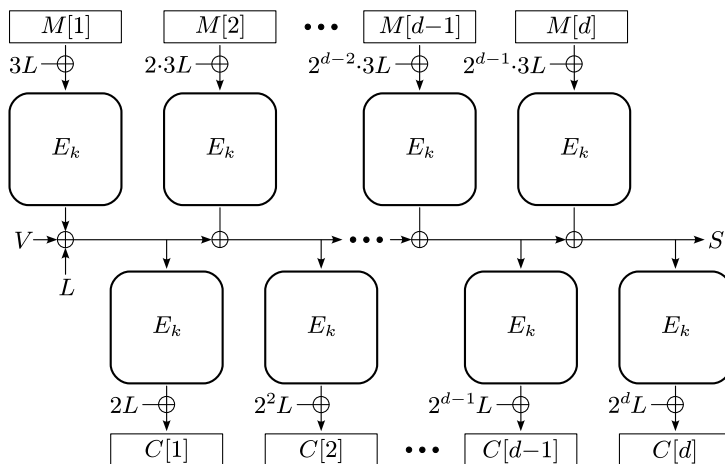 M[1] M[2] ••• M[d−1] M[d]
3L 2·3L 2^{d−2}·3L 2^{d−1}·3L
E_k E_k E_k E_k
V ••• S
L
E_k E_k E_k E_k
2L 2^2L 2^{d−1}L 2^dL
C[1] C[2] ••• C[d−1] C[d]